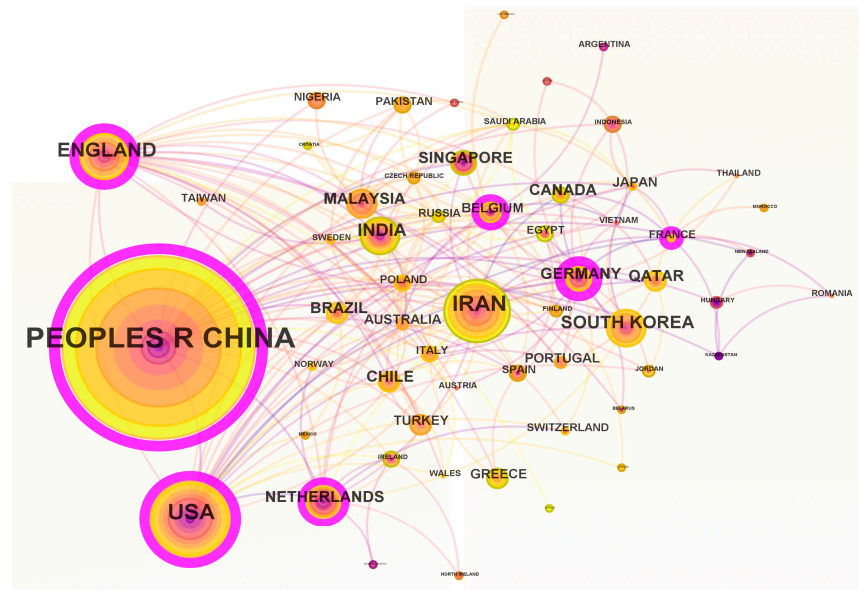 ARGENTINA
NIGERIA
PAKISTAN
SAUDI ARABIA
INDONESIA
CROATIA
ENGLAND
SINGAPORE
CZECH REPUBLIC
THAILAND
JAPAN
CANADA
TAIWAN
MALAYSIA
BELGIUM
MOROCCO
RUSSIA
VIETNAM
INDIA
EGYPT
FRANCE
SWEDEN
NEW ZEALAND
GERMANY
QATAR
POLAND
ROMANIA
HUNGARY
IRAN
BRAZIL
FINLAND
AUSTRALIA
SOUTH KOREA
PEOPLES R CHINA
ITALY
KAZAKHSTAN
PORTUGAL
NORWAY
SPAIN
JORDAN
CHILE
AUSTRIA
BELARUS
TURKEY
SWITZERLAND
MEXICO
IRELAND
WALES
GREECE
NETHERLANDS
USA
NORTH IRELAND